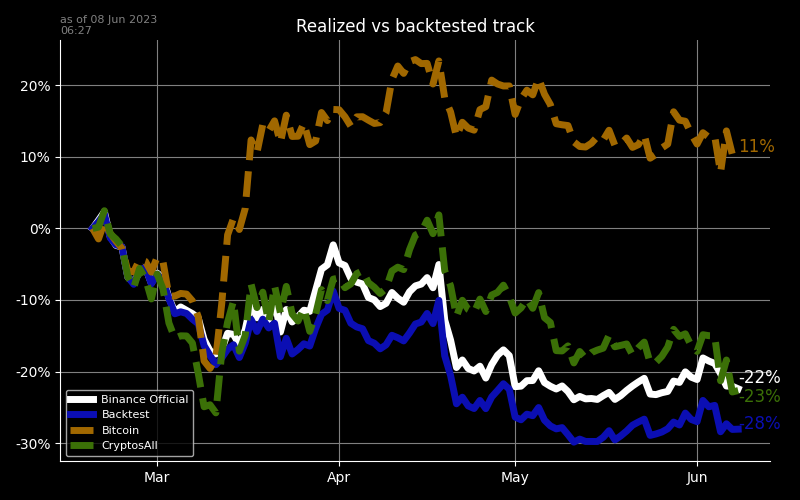 as of 08 Jun 2023
06:27
Realized vs backtested track
20%
10%
0%
-10%
-20%
-30%
11%
-22%
-23%
-28%
Binance Official
Backtest
Bitcoin
CryptosAll
Mar
Apr
May
Jun